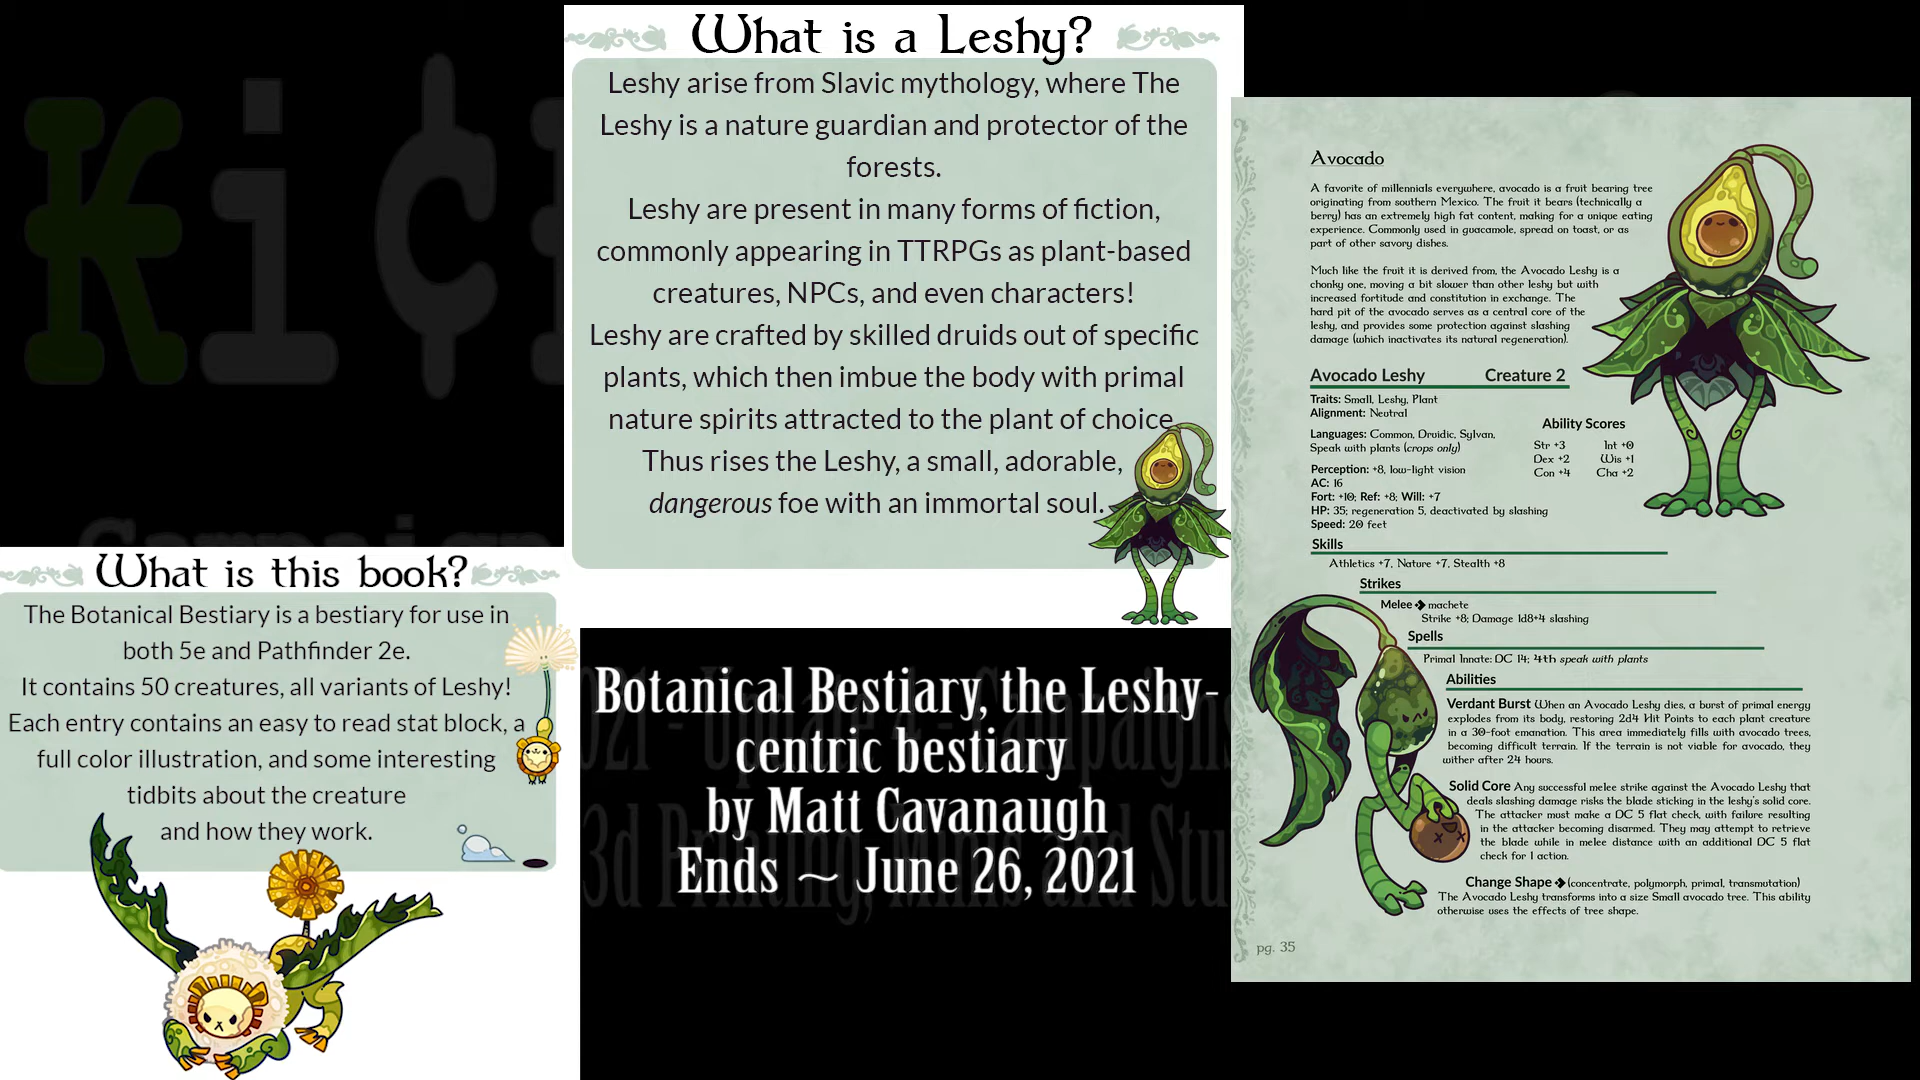 What is a Leshy?
Leshy arise from Slavic mythology, where The
Leshy is a nature guardian and protector of the
forests.
Leshy are present in many forms of fiction,
commonly appearing in TTRPGs as plant-based
creatures, NPCs, and even characters!
Leshy are crafted by skilled druids out of specific
plants, which then imbue the body with primal
nature spirits attracted to the plant of choice
Thus rises the Leshy, a small, adorable,
dangerous foe with an immortal soul.
What is this book?
The Botanical Bestiary is a bestiary for use in
both 5e and Pathfinder 2e.
It contains 50 creatures, all variants of Leshy!
Each entry contains an easy to read stat block, a
full color illustration, and some interesting
tidbits about the creature
and how they work.
Botanical Bestiary, the Leshy-
centric bestiary
by Matt Cavanaugh
Ends ~ June 26, 2021
Avocado
A favorite of millennials everywhere, avocado is a fruit bearing tree
originating from southern Mexico. The fruit it bears (technically a
berry) has an extremely high fat content, making for a unique eating
experience. Commonly used in guacamole, spread on toast, or as
part of other savory dishes.
Much like the fruit it is derived from, the Avocado Leshy is a
chonky one, moving a bit slower than other leshy but with
increased fortitude and constitution in exchange. The
hard pit of the avocado serves as a central core of the
leshy, and provides some protection against slashing
damage (which inactivates its natural regeneration).
Avocado Leshy Creature 2
Traits: Small, Leshy, Plant
Alignment: Neutral
Languages: Common, Druidic, Sylvan,
Speak with plants (crops only)
Perception: +8, low-light vision
AC: 16
Fort: +10; Ref: +8; Will: +7
HP: 35; regeneration 5, deactivated by slashing
Speed: 20 feet
Ability Scores
Str +3 Int +0
Dex +2 Wis +1
Con +4 Cha +2
Skills
Athletics +7, Nature +7, Stealth +8
Strikes
Melee machete
Strike +8; Damage 1d8+4 slashing
Spells
Primal Innate: DC 14; 4th speak with plants
Abilities
Verdant Burst When an Avocado Leshy dies, a burst of primal energy
explodes from its body, restoring 2d4 Hit Points to each plant creature
in a 30-foot emanation. This area immediately fills with avocado trees,
becoming difficult terrain. If the terrain is not viable for avocado, they
wither after 24 hours.
Solid Core Any successful melee strike against the Avocado Leshy that
deals slashing damage risks the blade sticking in the leshy's solid core.
The attacker must make a DC 5 flat check, with failure resulting
in the attacker becoming disarmed. They may attempt to retrieve
the blade while in melee distance with an additional DC 5 flat
check for 1 action.
Change Shape (concentrate, polymorph, primal, transmutation)
The Avocado Leshy transforms into a size Small avocado tree. This ability
otherwise uses the effects of tree shape.
pg. 35